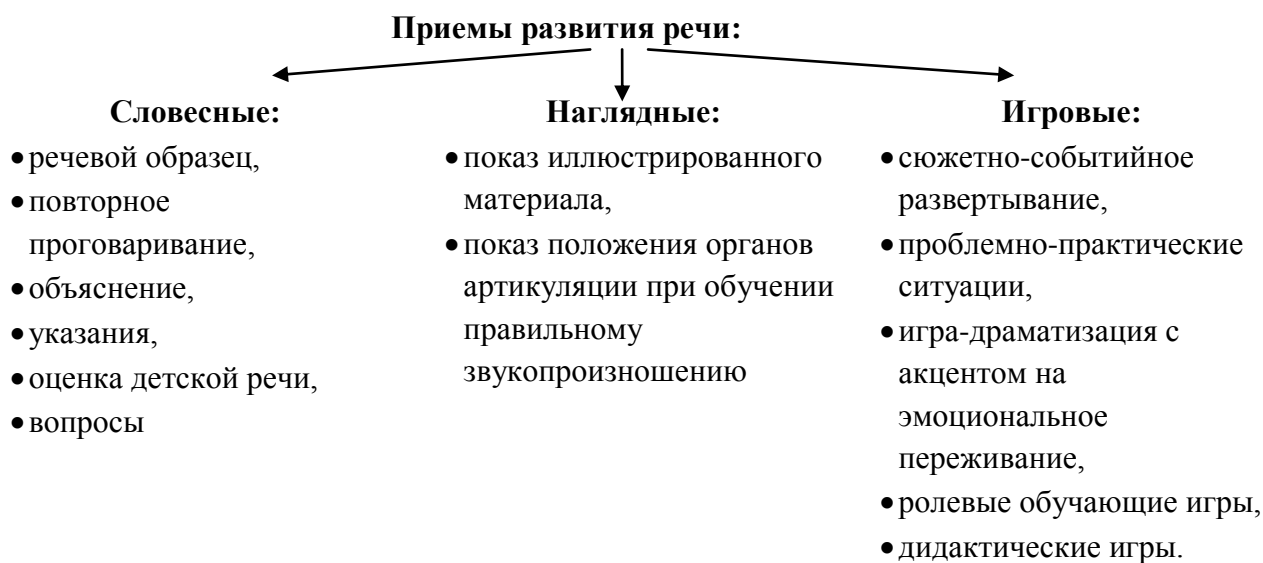 Приемы развития речи:
Словесные:
•речевой образец,
•повторное
проговаривание,
•объяснение,
•указания,
•оценка детской речи,
•вопросы
Наглядные:
•показ иллюстрированного
материала,
•показ положения органов
артикуляции при обучении
правильному
звукопроизношению
Игровые:
•сюжетно-событийное
развертывание,
•проблемно-практические
ситуации,
•игра-драматизация с
акцентом на
эмоциональное
переживание,
•ролевые обучающие игры,
•дидактические игры.